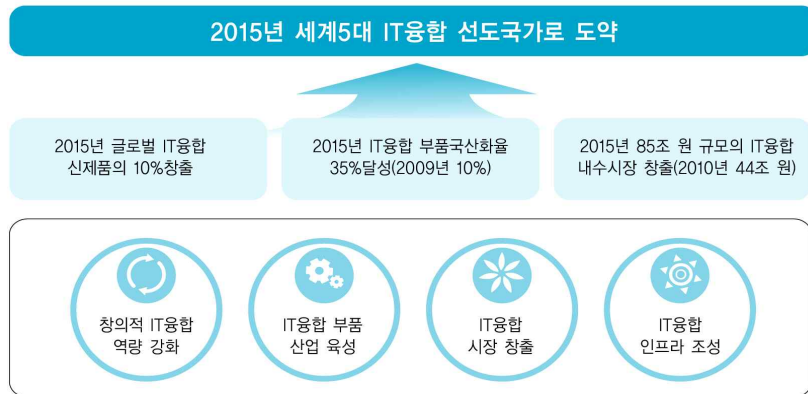 2015년 세계5대 IT융합 선도국가로 도약
2015년 글로벌 IT융합
신제품의 10%창출
2015년 IT융합 부품국산화율
35%달성(2009년 10%)
2015년 85조 원 규모의 IT융합
내수시장 창출(2010년 44조 원)
창의적 IT융합
역량 강화
IT융합 부품
산업 육성
IT융합
시장 창출
IT융합
인프라 조성